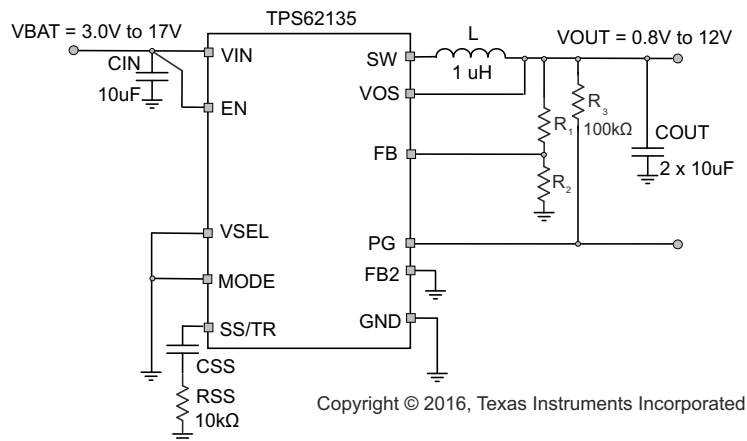 TPS62135
VBAT = 3.0V to 17V
VIN
CIN
10uF
EN
SW
L
1 uH
VOUT = 0.8V to 12V
VOS
R1
R3
100kΩ
COUT
2 x 10uF
FB
R2
VSEL
PG
MODE
FB2
SS/TR
GND
CSS
RSS
10kΩ
Copyright © 2016, Texas Instruments Incorporated